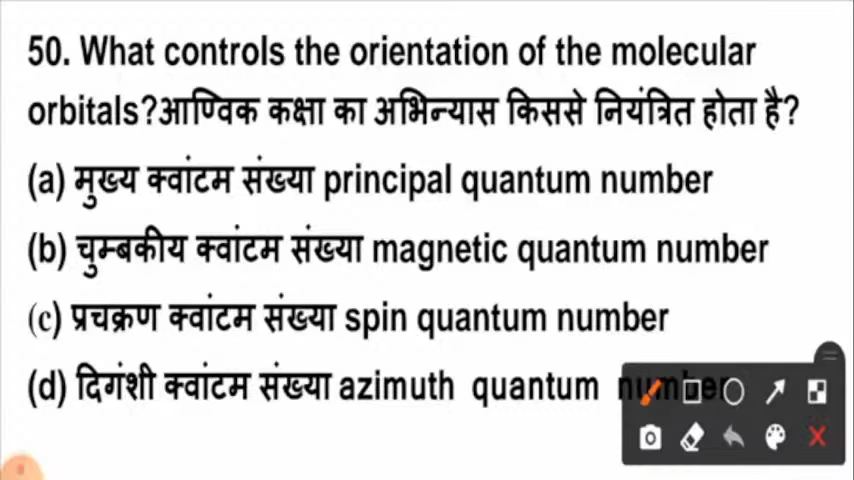 50. What controls the orientation of the molecular
orbitals?आण्विक कक्षा का अभिन्यास किससे नियंत्रित होता है?
(a) मुख्य क्वांटम संख्या principal quantum number
(b) चुम्बकीय क्वांटम संख्या magnetic quantum number
(c) प्रचक्रण क्वांटम संख्या spin quantum number
(d) दिगंशी क्वांटम संख्या azimuth quantum number